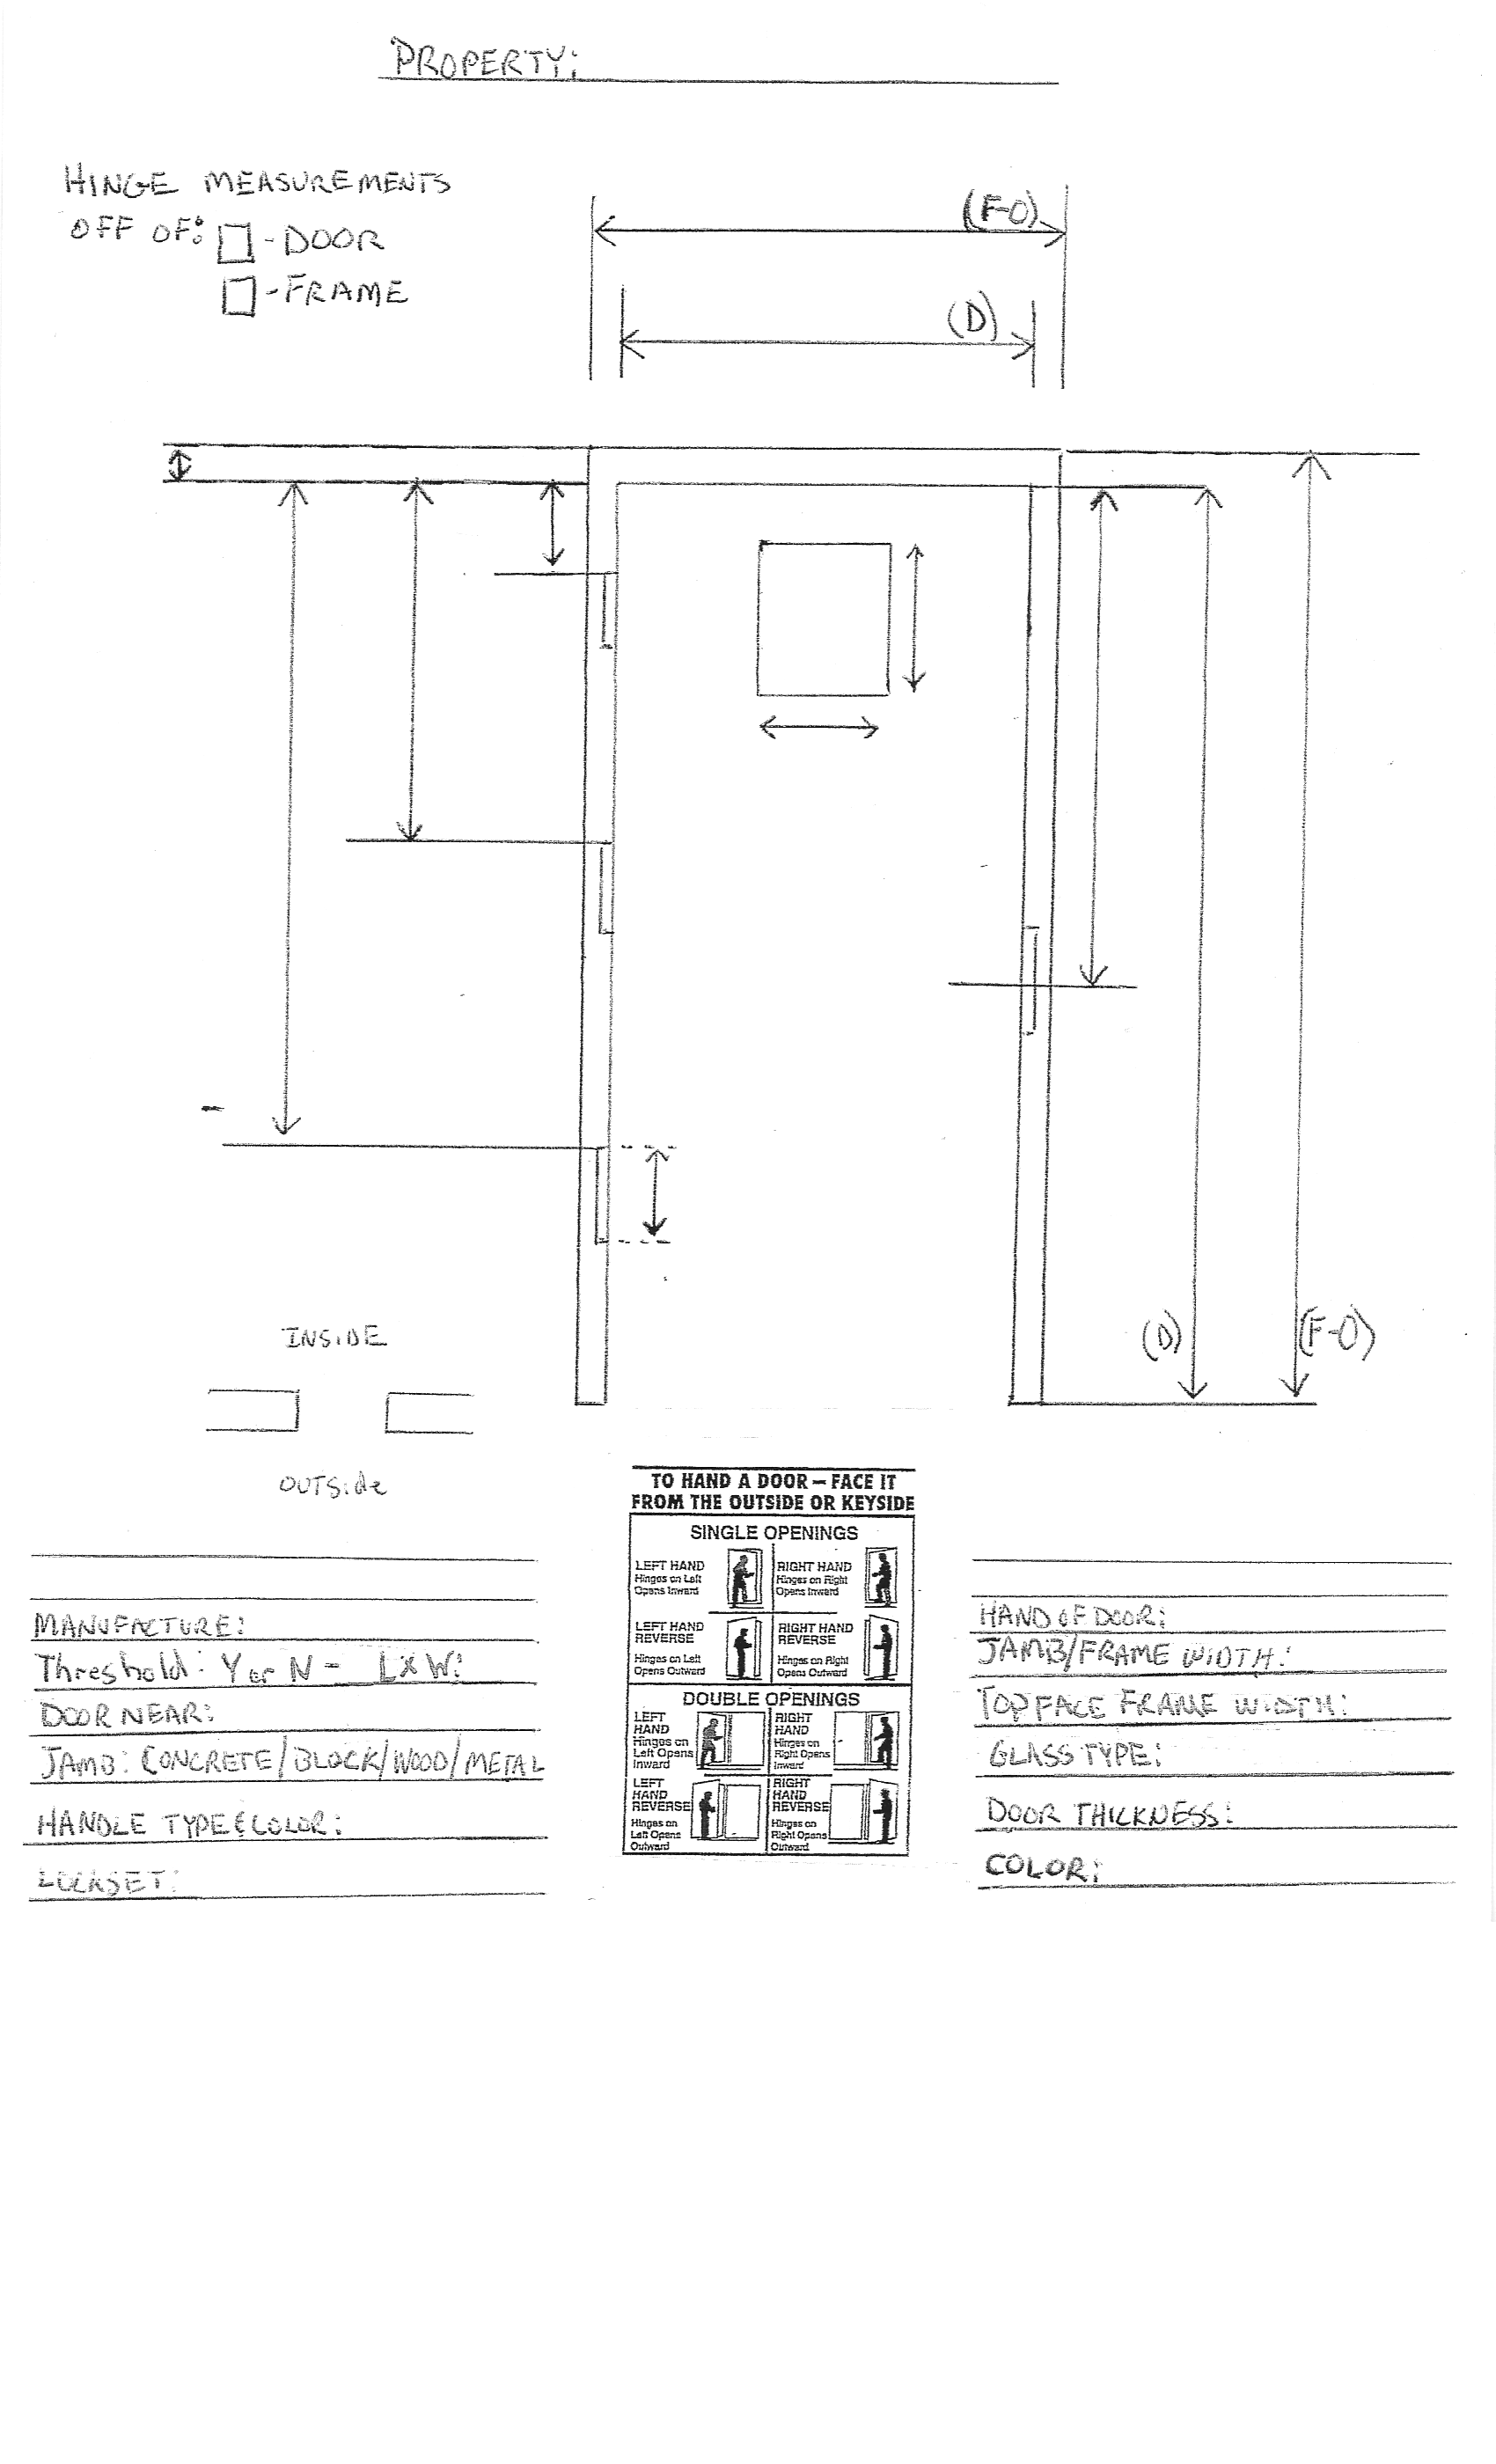 PROPERTY:
HINGE MEASUREMENTS
OFF OF: -DOOR
-FRAME
(F-O)
(D)
(D)
(F-O)
INSIDE
OUTSide
TO HAND A DOOR — FACE IT
FROM THE OUTSIDE OR KEYSIDE
SINGLE OPENINGS
LEFT HAND
Hinges on Left
Opens Inward
RIGHT HAND
Hinges on Right
Opens Inward
LEFT HAND
REVERSE
Hinges on Left
Opens Outward
RIGHT HAND
REVERSE
Hinges on Right
Opens Outward
DOUBLE OPENINGS
LEFT
HAND
Hinges on
Left Opens
Inward
RIGHT
HAND
Hinges on
Right Opens
Inward
LEFT
HAND
REVERSE
Hinges on
Left Opens
Outward
RIGHT
HAND
REVERSE
Hinges on
Right Opens
Outward
MANUFACTURE:
Threshold: Y or N - LXW:
DOOR NEAR:
JAMB: CONCRETE/BLOCK/WOOD/METAL
HANDLE TYPE & COLOR:
LOCKSET:
HAND OF DOOR:
JAMB/FRAME WIDTH:
TOP FACE FRAME WIDTH:
GLASS TYPE:
DOOR THICKNESS:
COLOR: